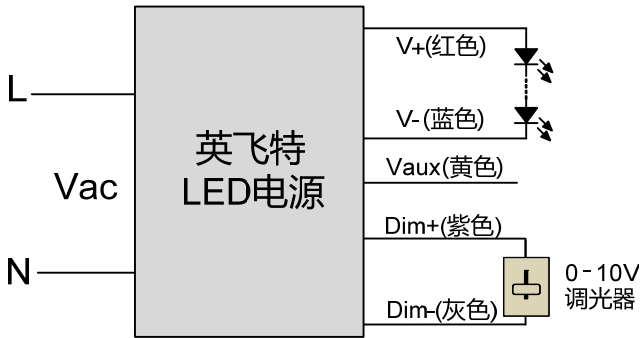 L
Vac
N
英飞特
LED电源
V+(红色)
V-(蓝色)
Vaux(黄色)
Dim+(紫色)
Dim-(灰色)
0-10V
调光器